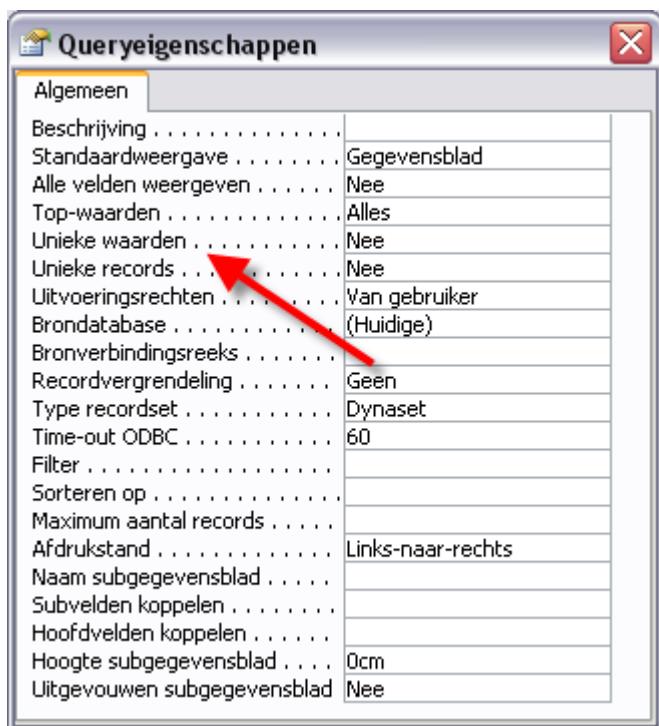 Queryeigenschappen
Algemeen
Beschrijving . . . . . . . . . . . . . . .
Standaardweergave . . . . . . . . Gegevensblad
Alle velden weergeven . . . . . . Nee
Top-waarden . . . . . . . . . . . . . Alles
Unieke waarden . . . . . . . . . . . Nee
Unieke records . . . . . . . . . . . . Nee
Uitvoeringsrechten . . . . . . . . . Van gebruiker
Brondatabase . . . . . . . . . . . . . (Huidige)
Bronverbindingsreeks . . . . . . .
Recordvergrendeling . . . . . . . Geen
Type recordset . . . . . . . . . . . . Dynaset
Time-out ODBC . . . . . . . . . . . . 60
Filter . . . . . . . . . . . . . . . . . . .
Sorteren op . . . . . . . . . . . . . . .
Maximum aantal records . . . . .
Afdrukstand . . . . . . . . . . . . . . Links-naar-rechts
Naam subgegevensblad . . . . .
Subvelden koppelen . . . . . . . .
Hoofdvelden koppelen . . . . . .
Hoogte subgegevensblad . . . . 0cm
Uitgevouwen subgegevensblad Nee